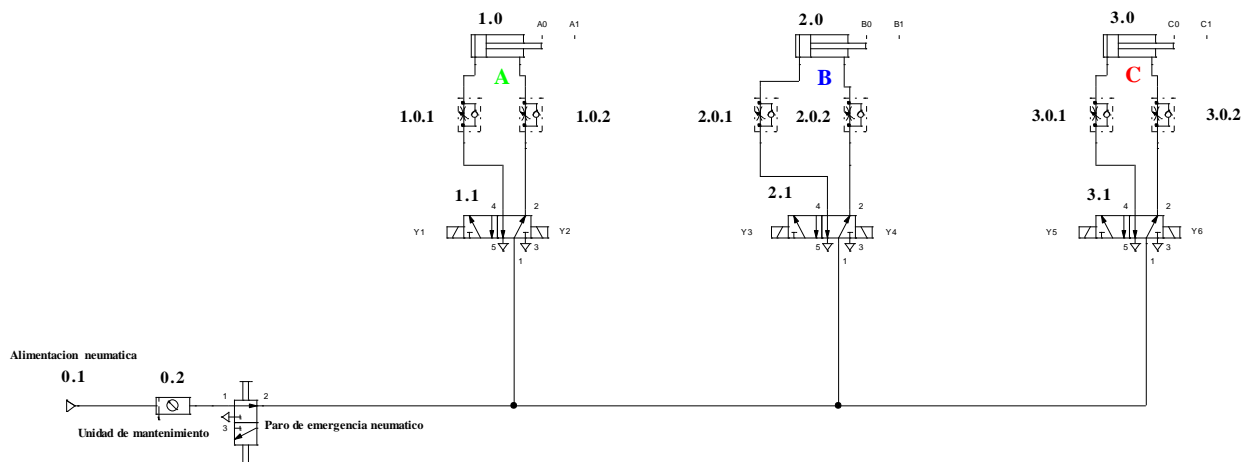 1.0 A0 A1 2.0 B0 B1 3.0 C0 C1
A B C
1.0.1 1.0.2 2.0.1 2.0.2 3.0.1 3.0.2
1.1 2.1 3.1
4 2 4 2 4 2
Y1 Y2 Y3 Y4 Y5 Y6
5 3 5 3 5 3
1 1 1
Alimentacion neumatica
0.1 0.2
1 2
3
Paro de emergencia neumatico
Unidad de mantenimiento